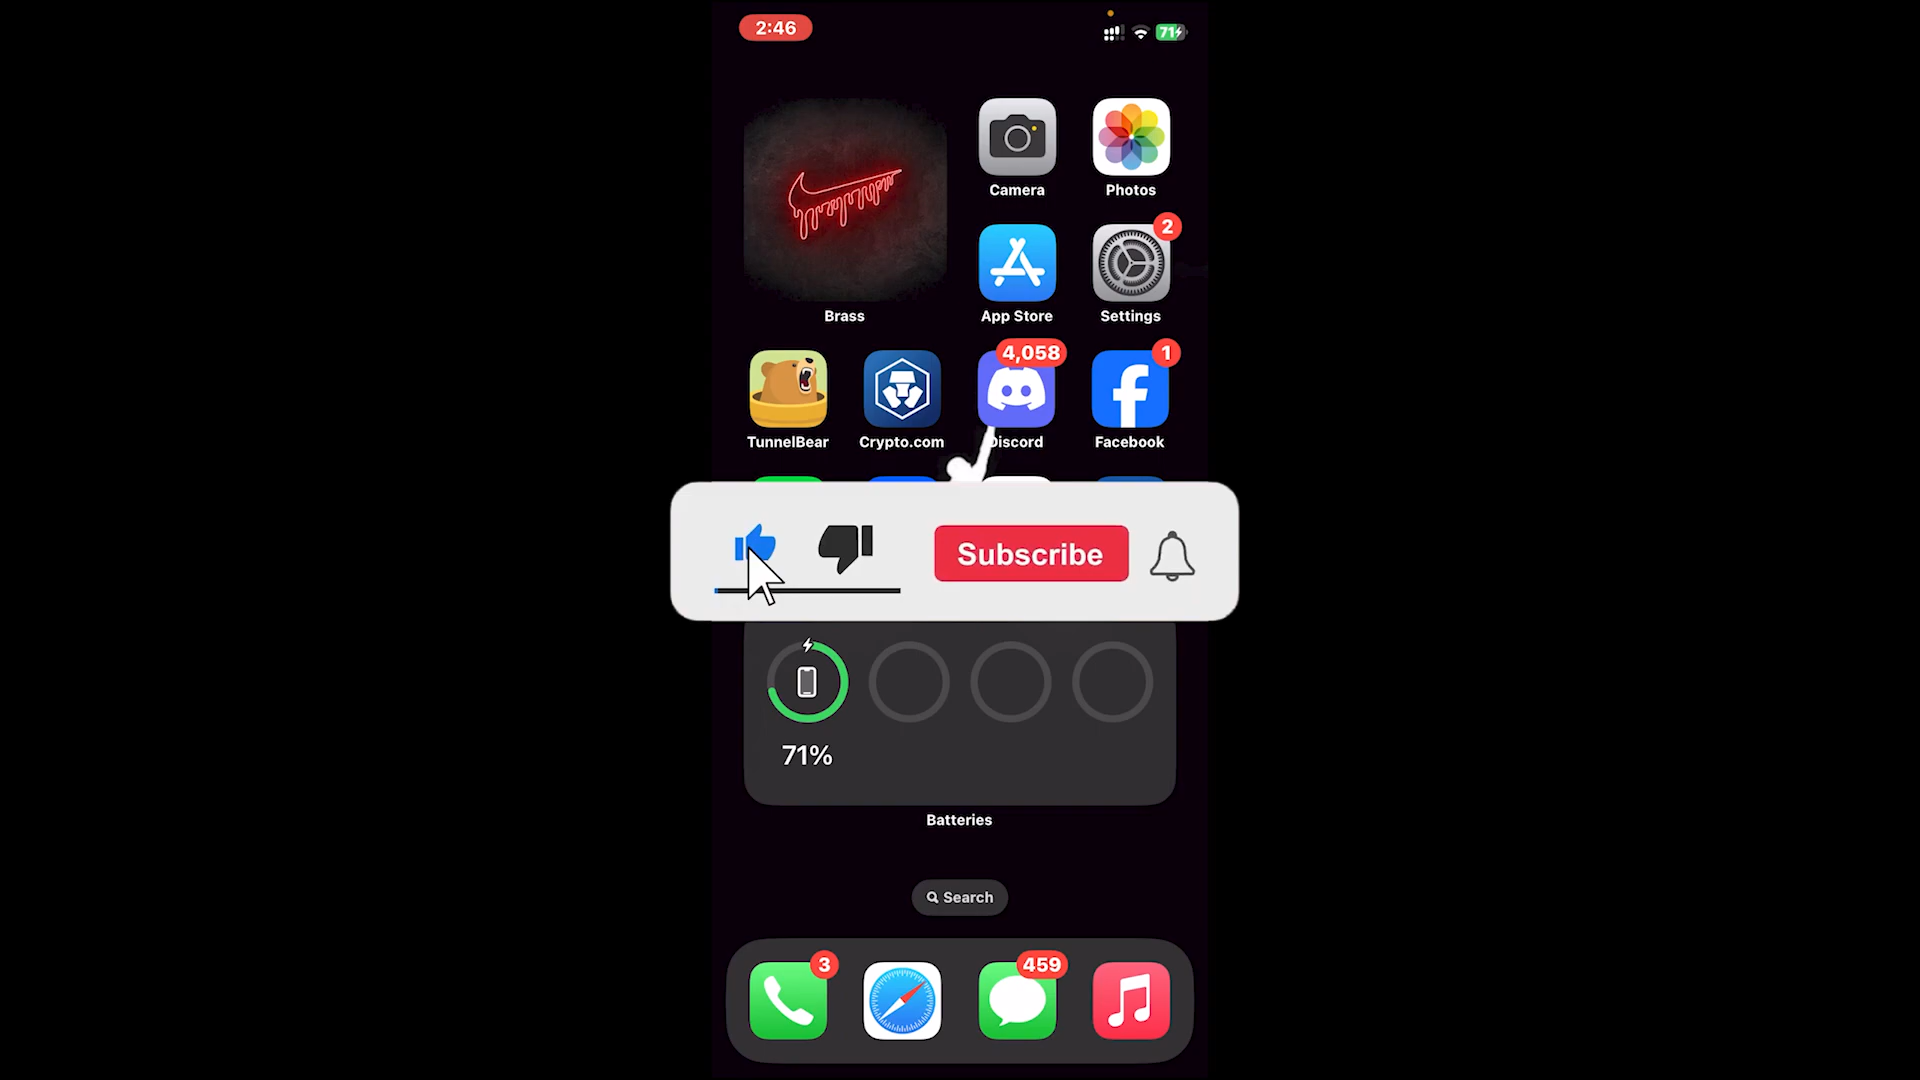 2:46
71
Camera
Photos
2
Brass
App Store
Settings
4,058
1
TunnelBear
Crypto.com
Discord
Facebook
Subscribe
71%
Batteries
Search
3
459